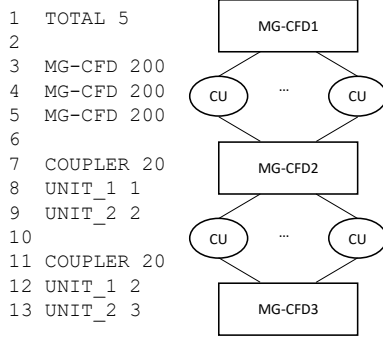 1 TOTAL 5
2
3 MG-CFD 200
4 MG-CFD 200
5 MG-CFD 200
6
7 COUPLER 20
8 UNIT_1 1
9 UNIT_2 2
10
11 COUPLER 20
12 UNIT_1 2
13 UNIT_2 3
MG-CFD1
CU ... CU
MG-CFD2
CU ... CU
MG-CFD3